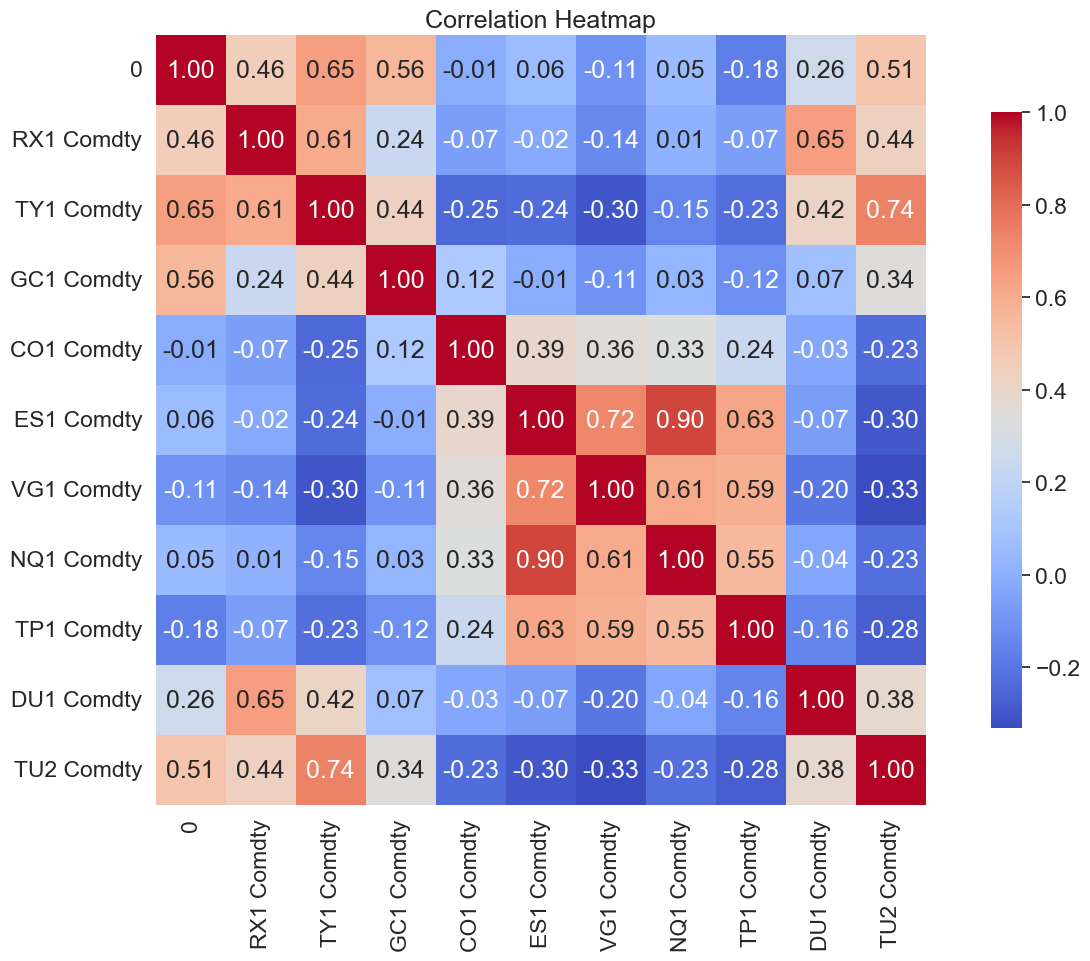 Correlation Heatmap
0 1.00 0.46 0.65 0.56 -0.01 0.06 -0.11 0.05 -0.18 0.26 0.51
RX1 Comdty 0.46 1.00 0.61 0.24 -0.07 -0.02 -0.14 0.01 -0.07 0.65 0.44
TY1 Comdty 0.65 0.61 1.00 0.44 -0.25 -0.24 -0.30 -0.15 -0.23 0.42 0.74
GC1 Comdty 0.56 0.24 0.44 1.00 0.12 -0.01 -0.11 0.03 -0.12 0.07 0.34
CO1 Comdty -0.01 -0.07 -0.25 0.12 1.00 0.39 0.36 0.33 0.24 -0.03 -0.23
ES1 Comdty 0.06 -0.02 -0.24 -0.01 0.39 1.00 0.72 0.90 0.63 -0.07 -0.30
VG1 Comdty -0.11 -0.14 -0.30 -0.11 0.36 0.72 1.00 0.61 0.59 -0.20 -0.33
NQ1 Comdty 0.05 0.01 -0.15 0.03 0.33 0.90 0.61 1.00 0.55 -0.04 -0.23
TP1 Comdty -0.18 -0.07 -0.23 -0.12 0.24 0.63 0.59 0.55 1.00 -0.16 -0.28
DU1 Comdty 0.26 0.65 0.42 0.07 -0.03 -0.07 -0.20 -0.04 -0.16 1.00 0.38
TU2 Comdty 0.51 0.44 0.74 0.34 -0.23 -0.30 -0.33 -0.23 -0.28 0.38 1.00
0
RX1 Comdty
TY1 Comdty
GC1 Comdty
CO1 Comdty
ES1 Comdty
VG1 Comdty
NQ1 Comdty
TP1 Comdty
DU1 Comdty
TU2 Comdty
1.0
0.8
0.6
0.4
0.2
0.0
−0.2